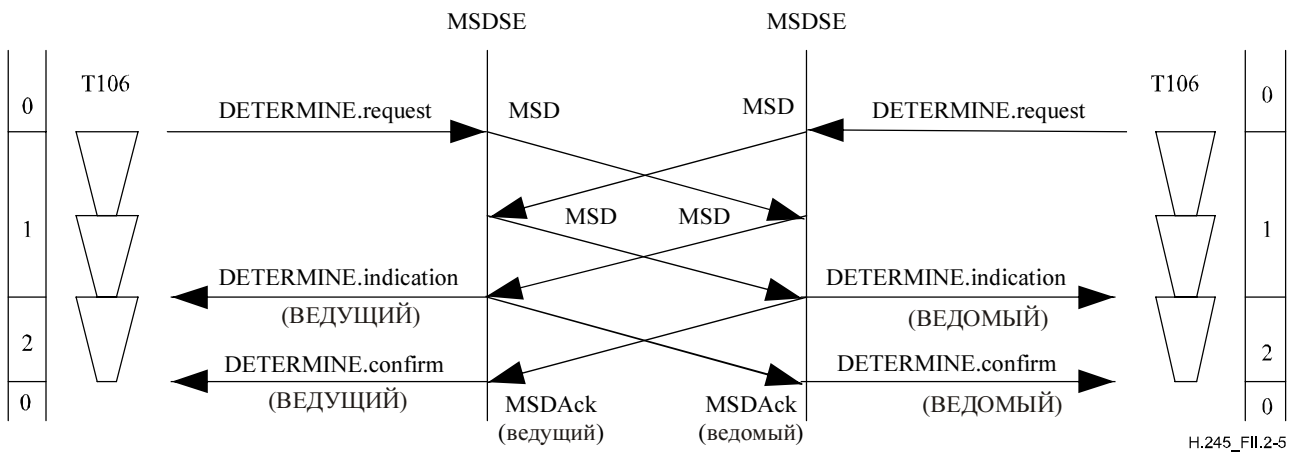 MSDSE MSDSE
T106 T106
0 DETERMINE.request MSD MSD DETERMINE.request 0
1 MSD MSD 1
DETERMINE.indication DETERMINE.indication
(ВЕДУЩИЙ) (ВЕДОМЫЙ)
2 DETERMINE.confirm DETERMINE.confirm 2
(ВЕДУЩИЙ) (ВЕДОМЫЙ)
0 MSDAck MSDAck 0
(ведущий) (ведомый)
H.245_FII.2-5